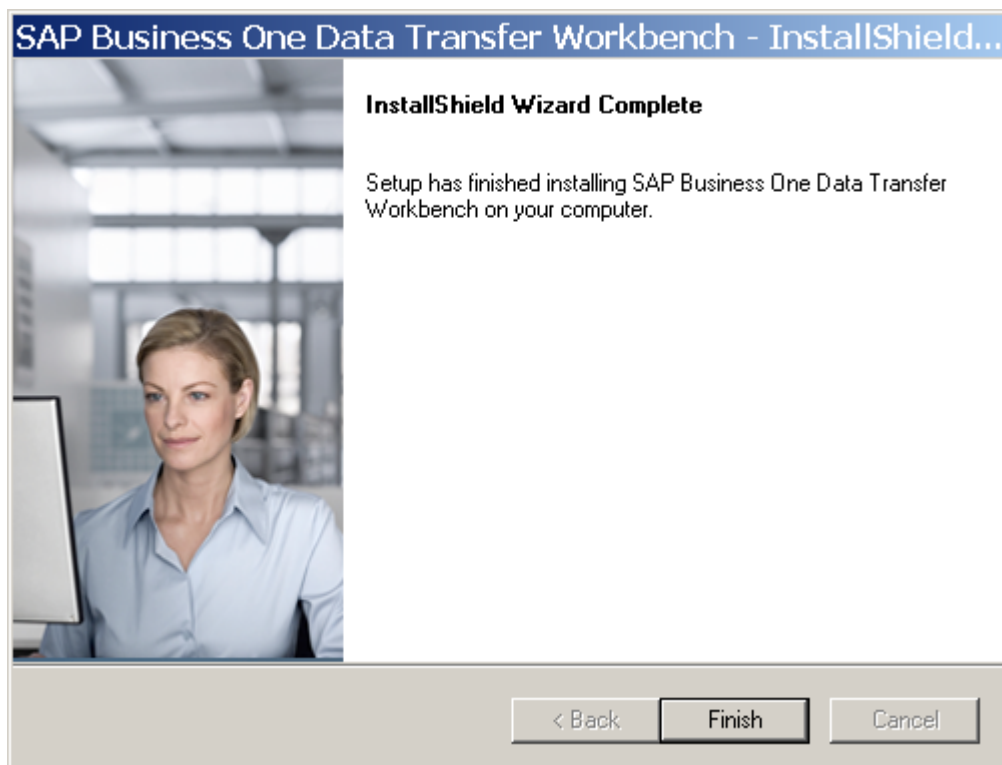 SAP Business One Data Transfer Workbench - InstallShield...
InstallShield Wizard Complete
Setup has finished installing SAP Business One Data Transfer
Workbench on your computer.
< Back
Finish
Cancel